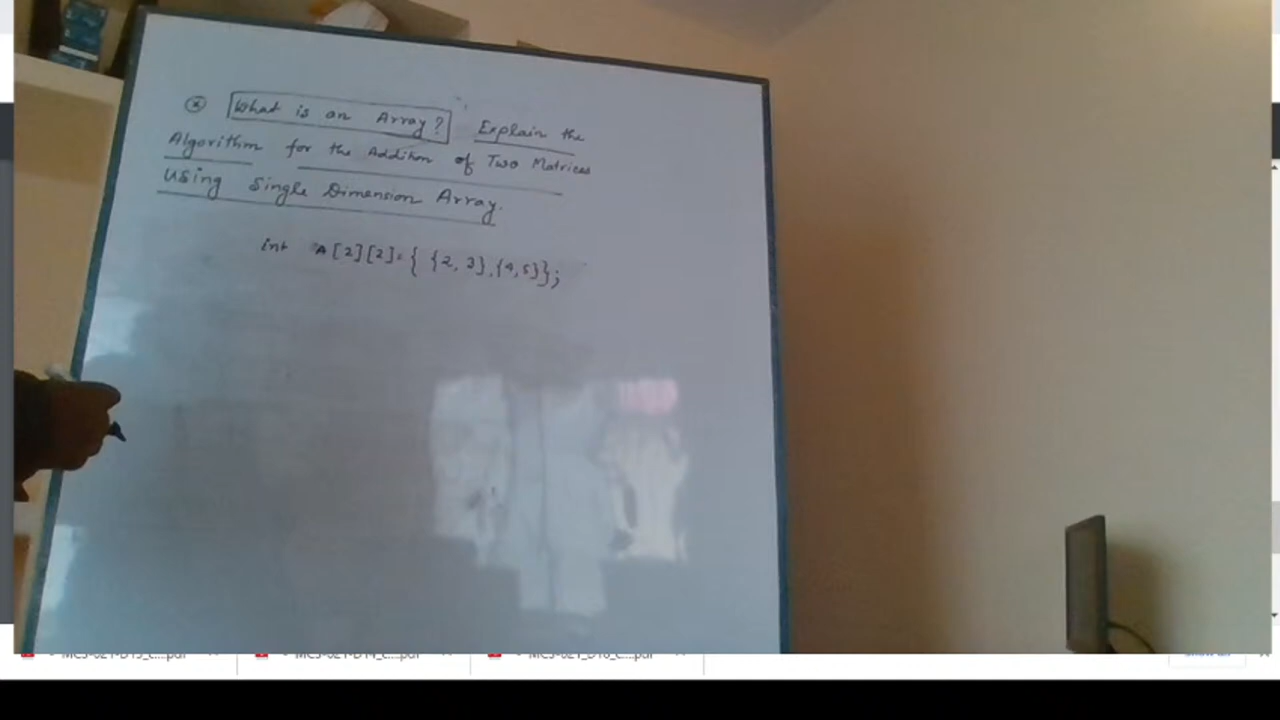 What is an Array? Explain the
Algorithm for the Addition of Two Matrices
Using Single Dimension Array.
int A[2][2]={ {2, 3},{4,5}};